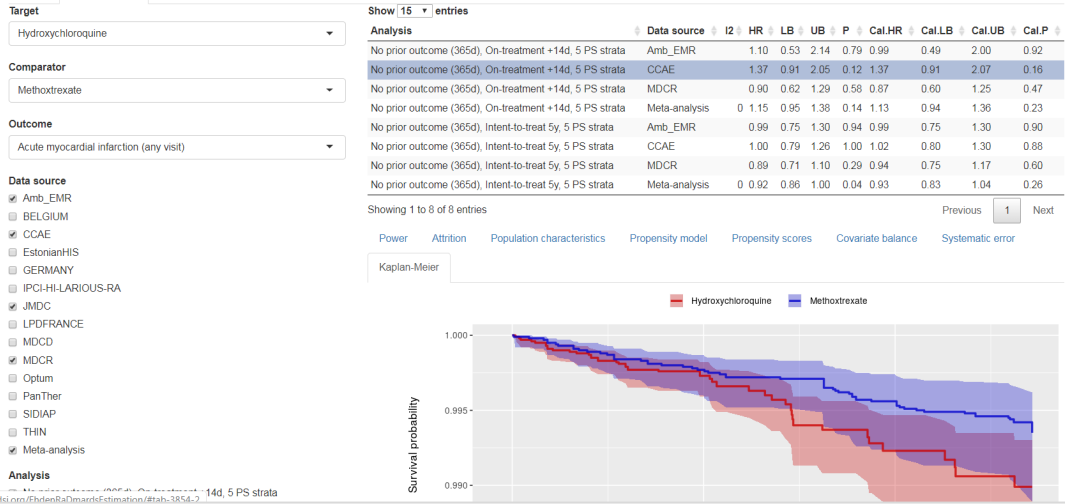 Target
Hydroxychloroquine
Comparator
Methoxtrexate
Outcome
Acute myocardial infarction (any visit)
Data source
Amb_EMR
BELGIUM
CCAE
EstonianHIS
GERMANY
IPCI-HI-LARIOUS-RA
JMDC
LPDFRANCE
MDCD
MDCR
Optum
PanTher
SIDIAP
THIN
Meta-analysis
Analysis
14d, 5 PS strata
Show 15 entries
Analysis Data source I2 HR LB UB P Cal.HR Cal.LB Cal.UB Cal.P
No prior outcome (365d), On-treatment +14d, 5 PS strata Amb_EMR 1.10 0.53 2.14 0.79 0.99 0.49 2.00 0.92
No prior outcome (365d), On-treatment +14d, 5 PS strata CCAE 1.37 0.91 2.05 0.12 1.37 0.91 2.07 0.16
No prior outcome (365d), On-treatment +14d, 5 PS strata MDCR 0.90 0.62 1.29 0.58 0.87 0.60 1.25 0.47
No prior outcome (365d), On-treatment +14d, 5 PS strata Meta-analysis 0 1.15 0.95 1.38 0.14 1.13 0.94 1.36 0.23
No prior outcome (365d), Intent-to-treat 5y, 5 PS strata Amb_EMR 0.99 0.75 1.30 0.94 0.99 0.75 1.30 0.90
No prior outcome (365d), Intent-to-treat 5y, 5 PS strata CCAE 1.00 0.79 1.26 1.00 1.02 0.80 1.30 0.88
No prior outcome (365d), Intent-to-treat 5y, 5 PS strata MDCR 0.89 0.71 1.10 0.29 0.94 0.75 1.17 0.60
No prior outcome (365d), Intent-to-treat 5y, 5 PS strata Meta-analysis 0 0.92 0.86 1.00 0.04 0.93 0.83 1.04 0.26
Showing 1 to 8 of 8 entries
Previous 1 Next
Power Attrition Population characteristics Propensity model Propensity scores Covariate balance Systematic error
Kaplan-Meier
Hydroxychloroquine Methoxtrexate
1.000
0.995
0.990
Survival probability